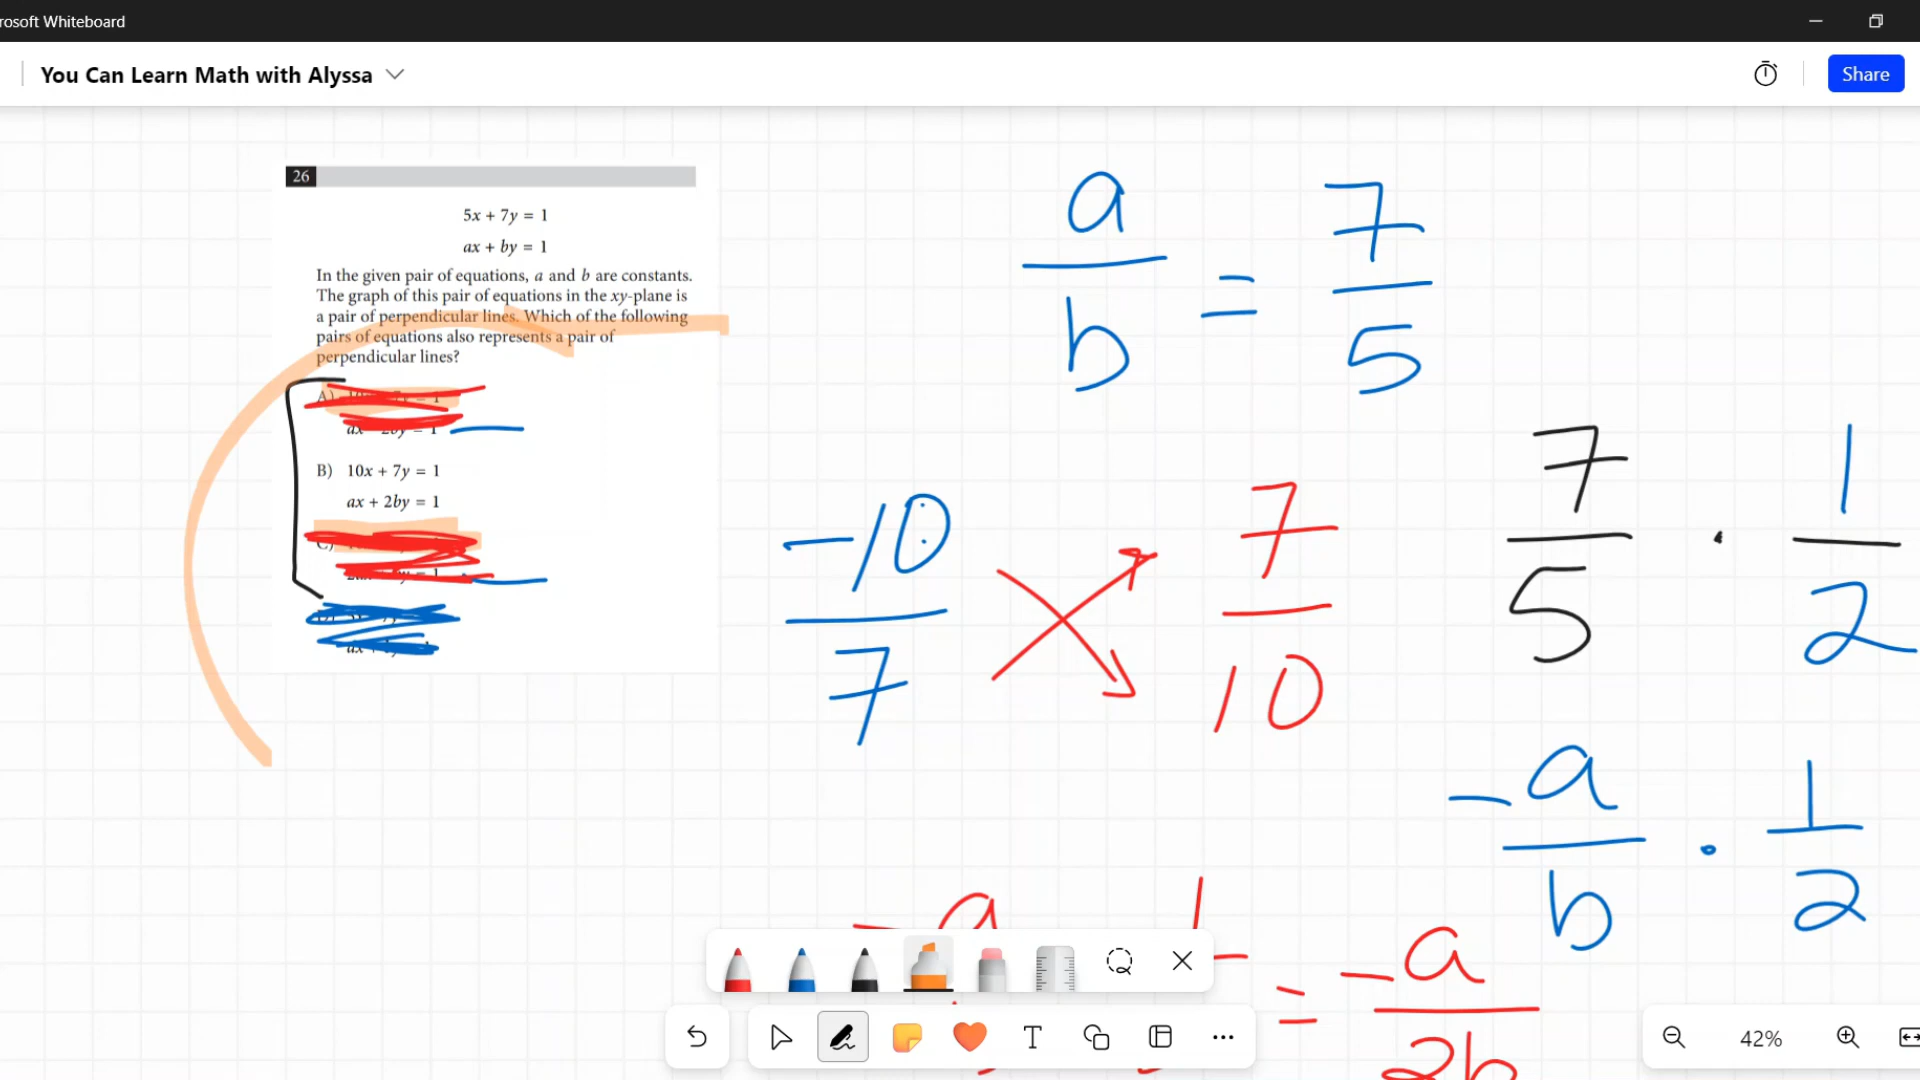 rosoft Whiteboard
You Can Learn Math with Alyssa
Share
26
5x + 7y = 1
ax + by = 1
In the given pair of equations, a and b are constants.
The graph of this pair of equations in the xy-plane is
a pair of perpendicular lines. Which of the following
pairs of equations also represents a pair of
perpendicular lines?
B) 10x + 7y = 1
ax + 2by = 1
a/b = 7/5
-10/7
7/10
7/5 · 1/2
-a/b · 1/2
= -a/2b
T
42%